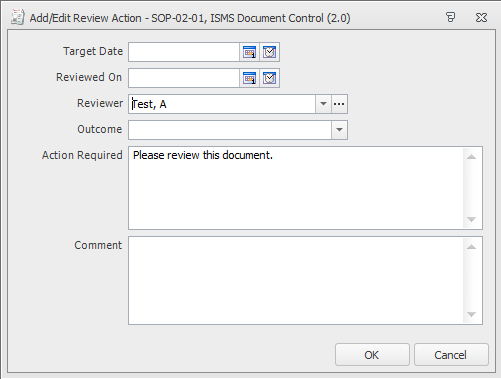 Add/Edit Review Action - SOP-02-01, ISMS Document Control (2.0)
Target Date
Reviewed On
Reviewer Test, A
Outcome
Action Required Please review this document.
Comment
OK Cancel